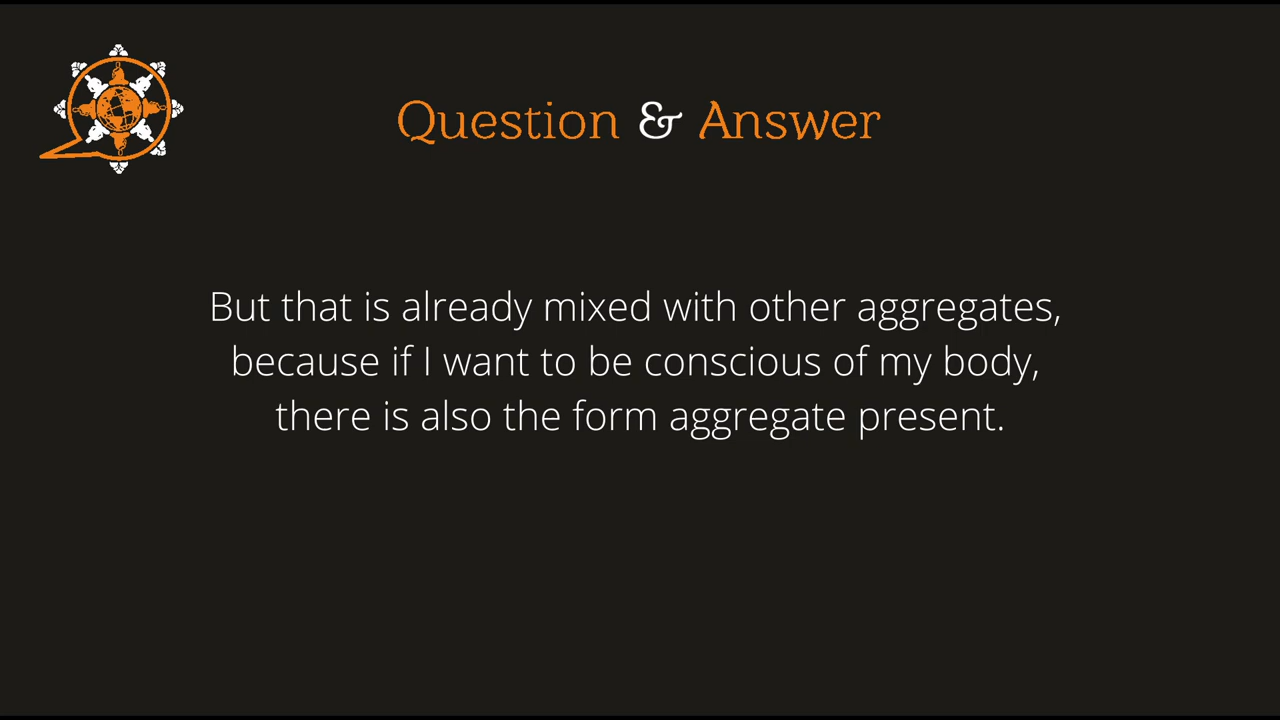 Question & Answer
But that is already mixed with other aggregates,
because if I want to be conscious of my body,
there is also the form aggregate present.